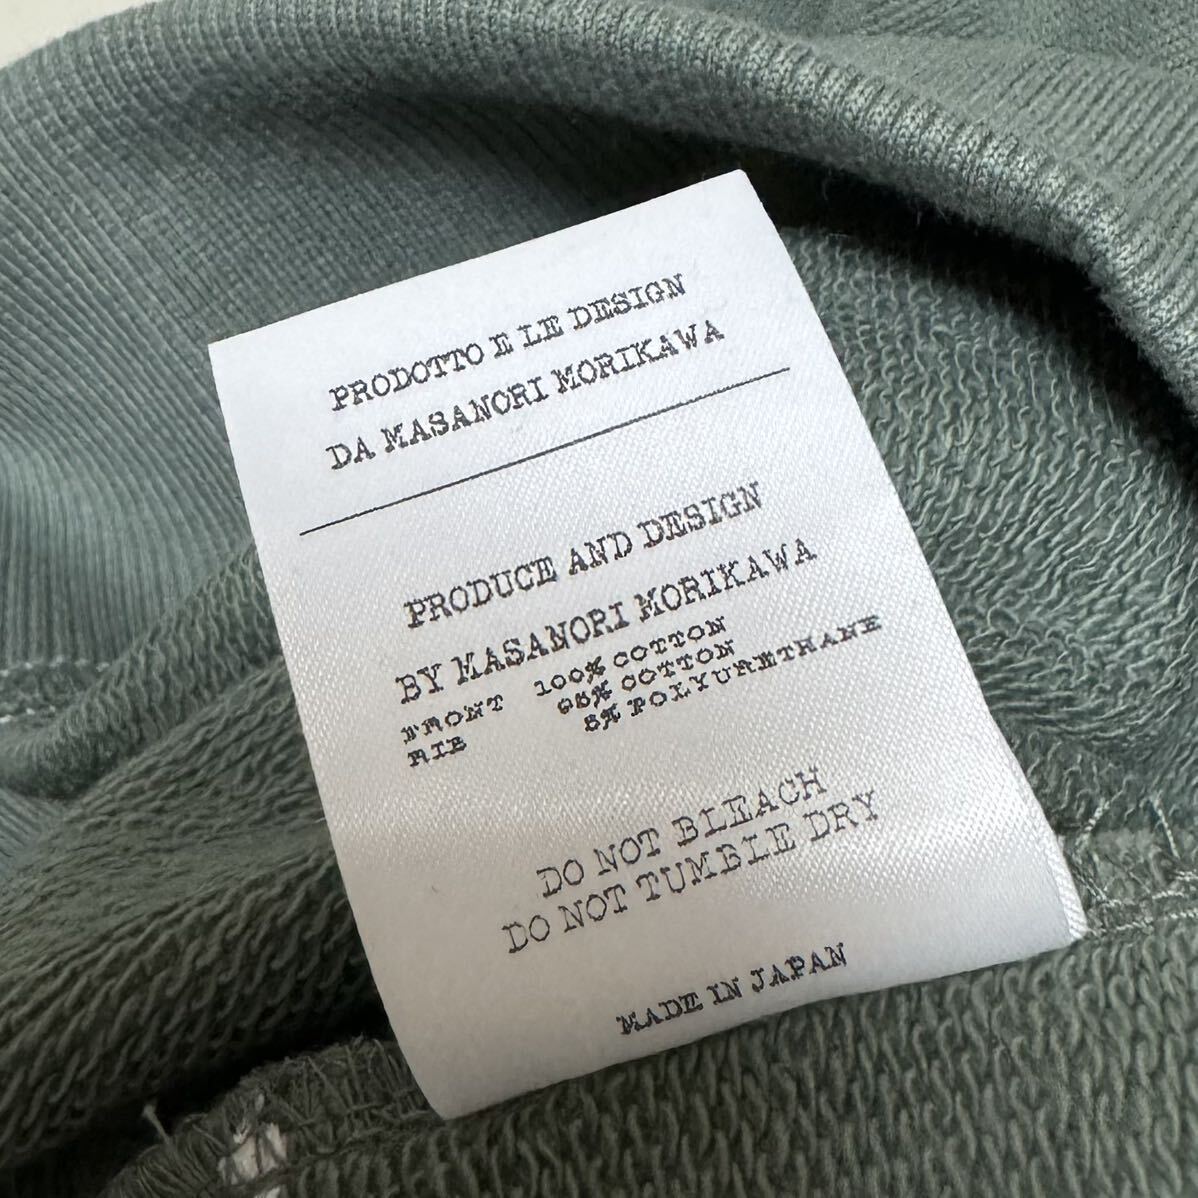 PRODOTTO E LE DESIGN
DA MASANORI MORIKAWA
PRODUCE AND DESIGN
BY MASANORI MORIKAWA
FRONT 100% COTTON
RIB 95% COTTON
5% POLYURETHANE
DO NOT BLEACH
DO NOT TUMBLE DRY
MADE IN JAPAN